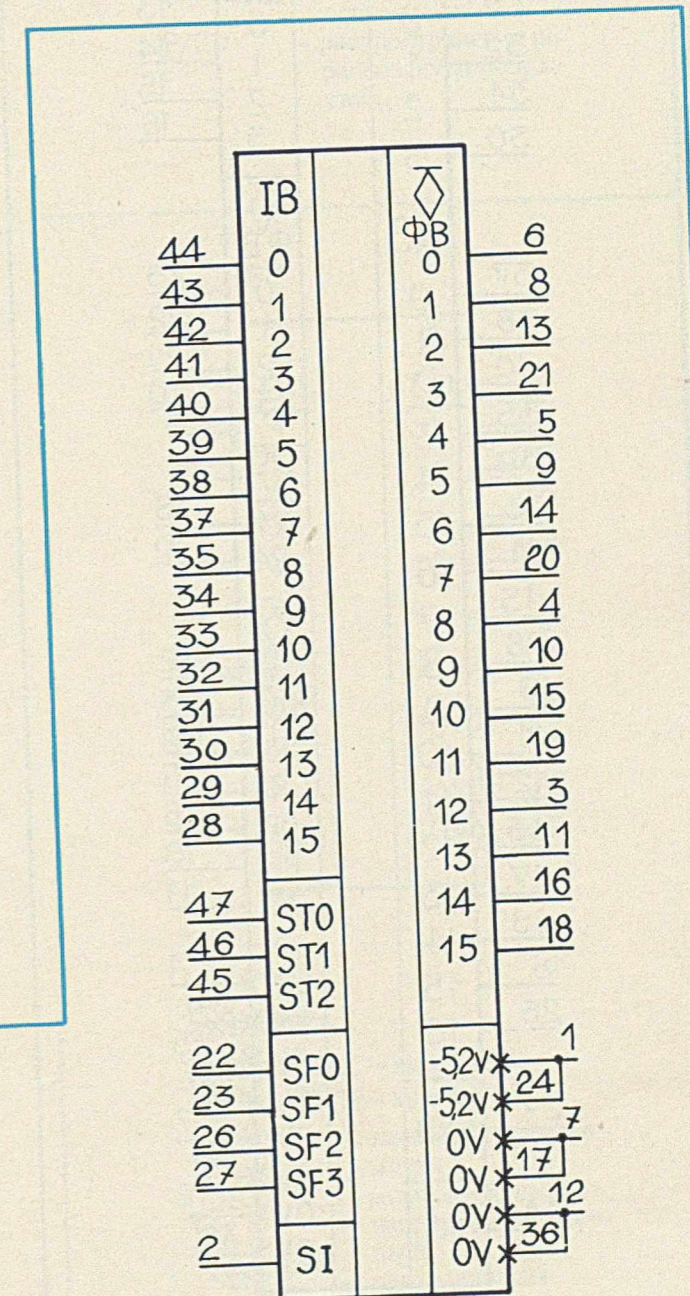 IB ФB
44 0 0 6
43 1 1 8
42 2 2 13
41 3 3 21
40 4 4 5
39 5 5 9
38 6 6 14
37 7 7 20
35 8 8 4
34 9 9 10
33 10 10 15
32 11 11 19
31 12 12 3
30 13 13 11
29 14 14 16
28 15 15 18
47 ST0
46 ST1
45 ST2
22 SF0 -5,2V 1
23 SF1 -5,2V 24
26 SF2 0V 7
27 SF3 0V 17
0V 12
2 SI 0V 36